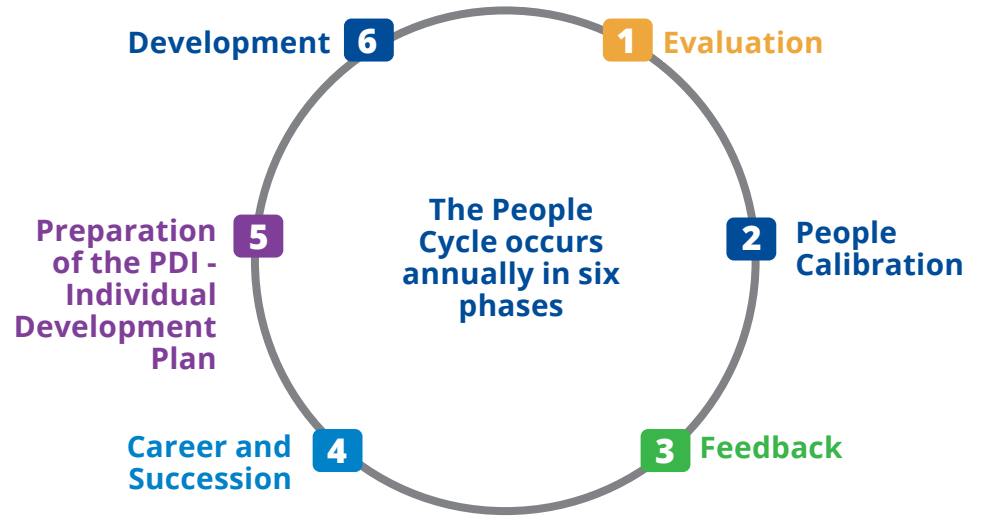 The People
Cycle occurs
annually in six
phases
1 Evaluation
2 People
Calibration
3 Feedback
4 Career and
Succession
5 Preparation
of the PDI -
Individual
Development
Plan
6 Development